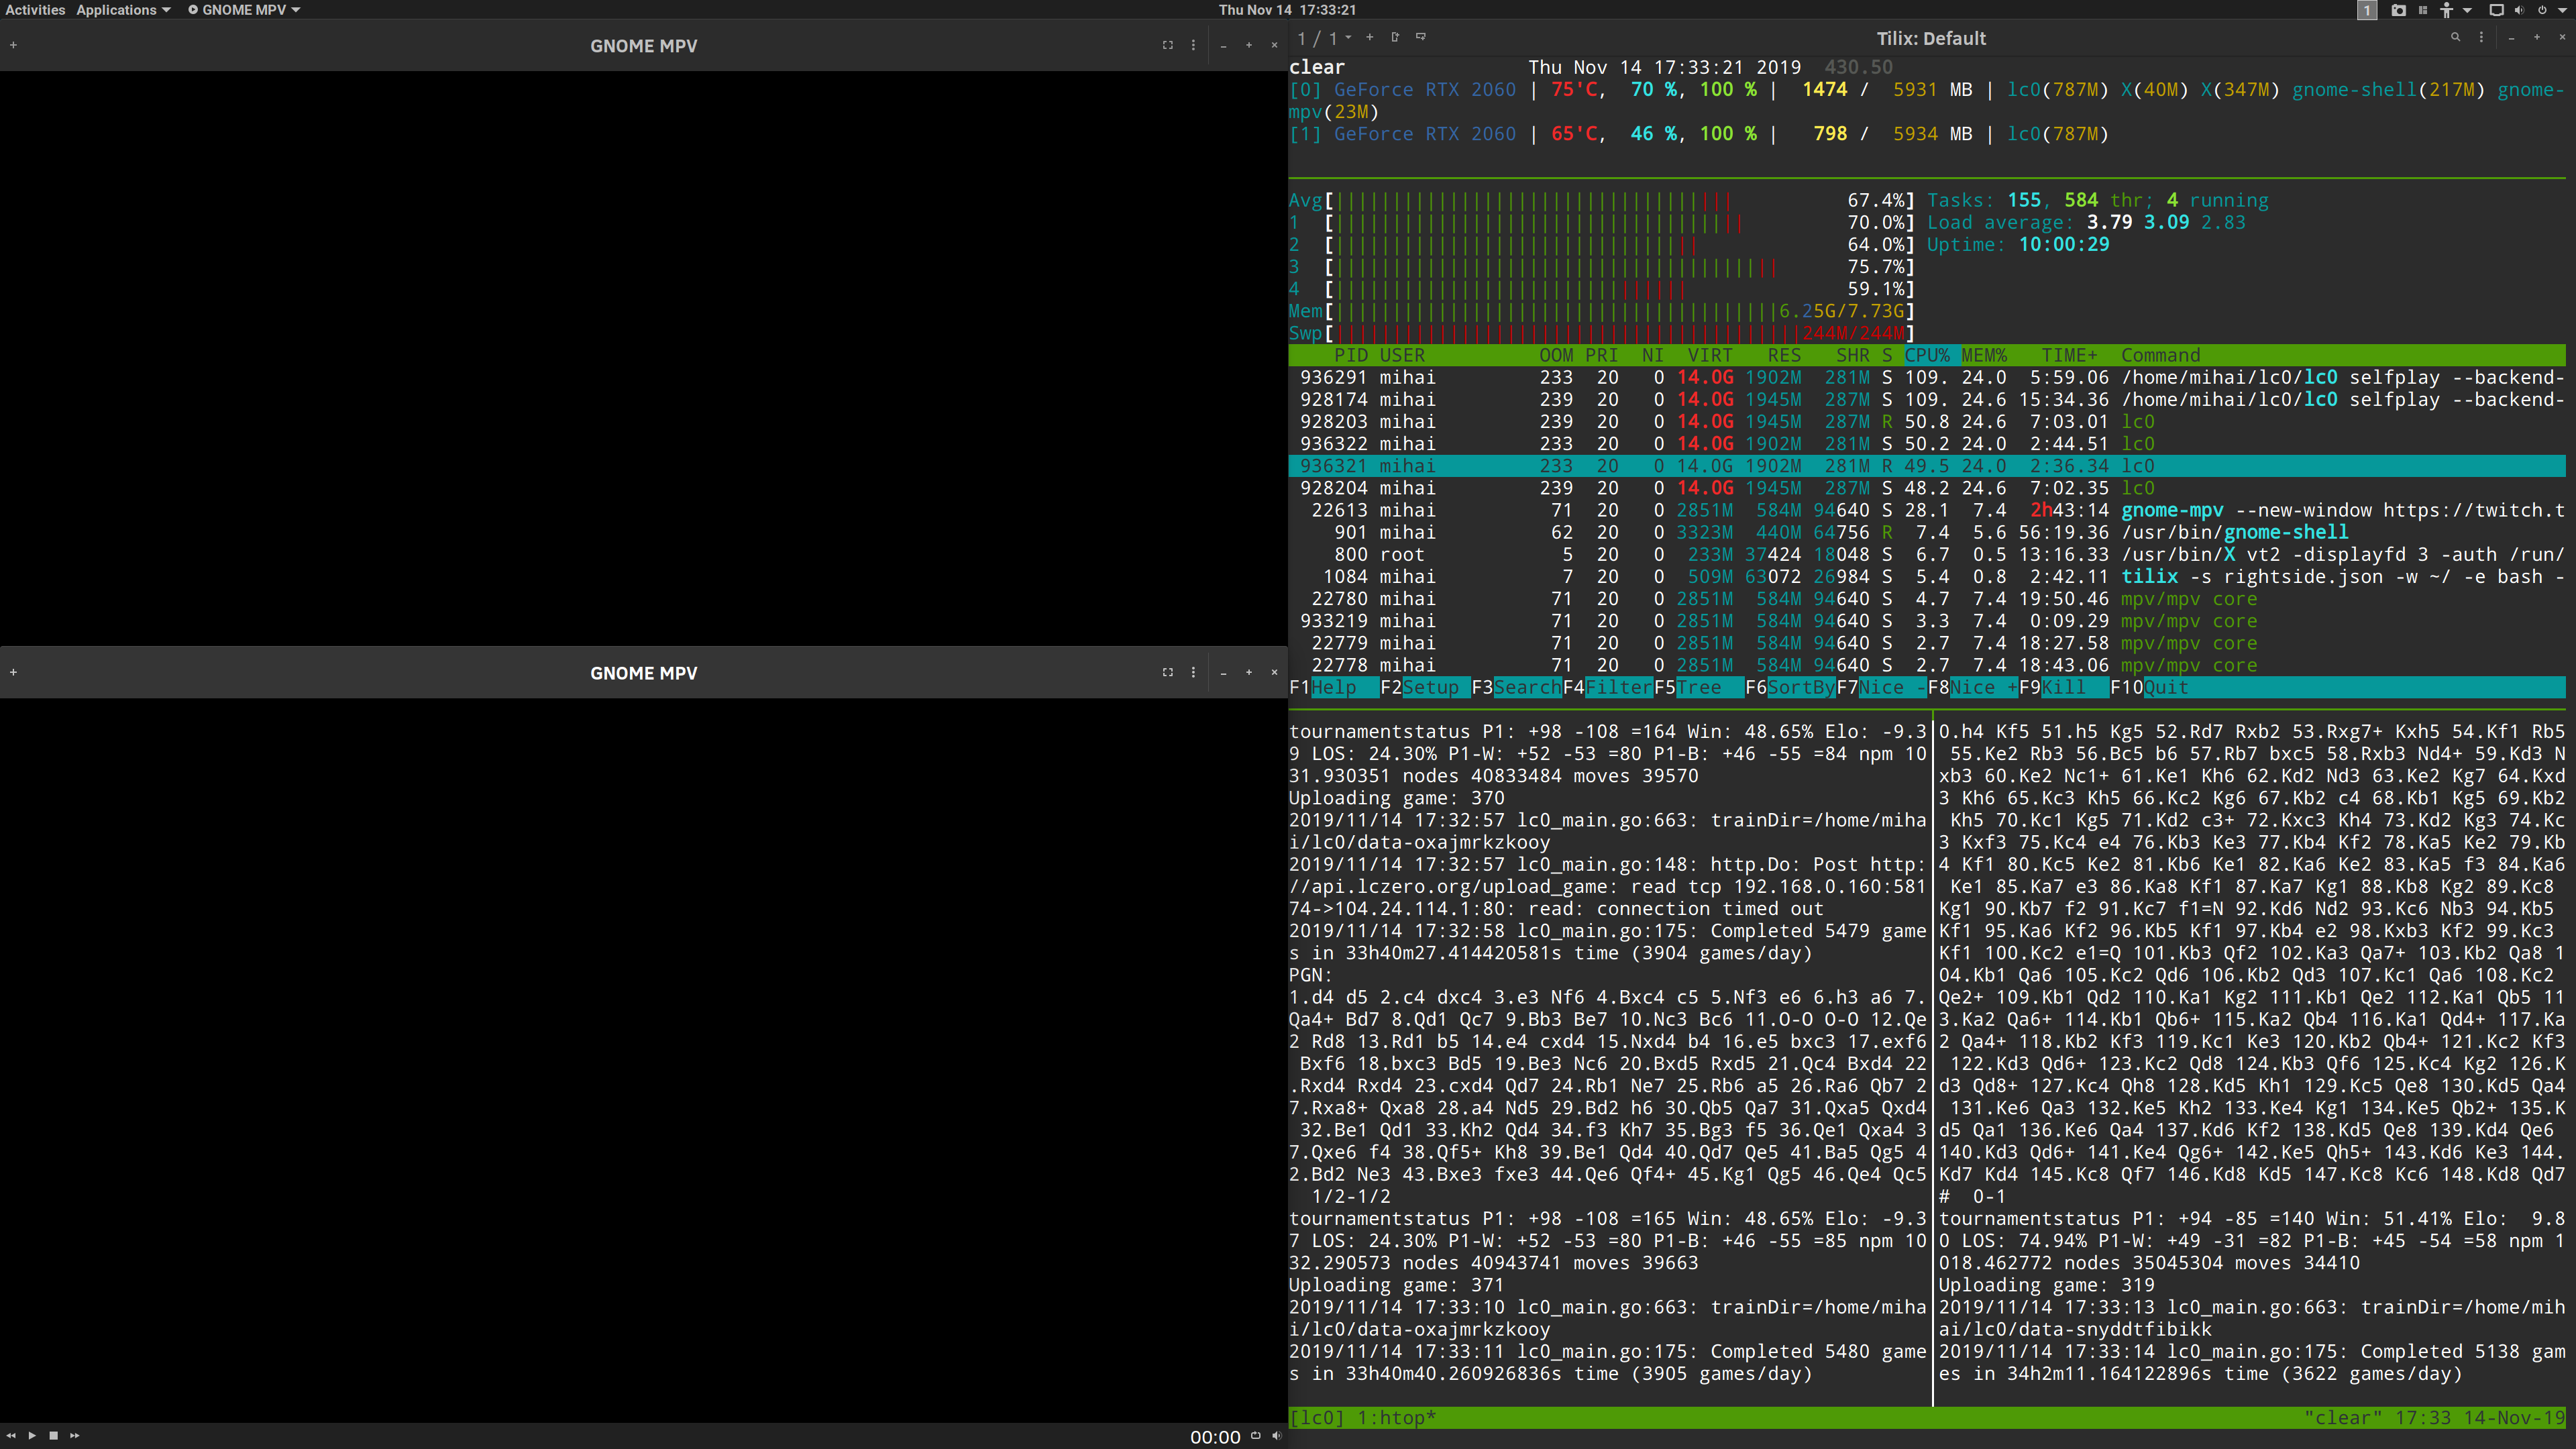 Activities Applications GNOME MPV Thu Nov 14 17:33:21 1
GNOME MPV
GNOME MPV
00:00
1 / 1 Tilix: Default
clear Thu Nov 14 17:33:21 2019 430.50
[0] GeForce RTX 2060 | 75'C, 70 %, 100 % | 1474 / 5931 MB | lc0(787M) X(40M) X(347M) gnome-shell(217M) gnome-
mpv(23M)
[1] GeForce RTX 2060 | 65'C, 46 %, 100 % | 798 / 5934 MB | lc0(787M)
Avg[ 67.4%] Tasks: 155, 584 thr; 4 running
1 [ 70.0%] Load average: 3.79 3.09 2.83
2 [ 64.0%] Uptime: 10:00:29
3 [ 75.7%]
4 [ 59.1%]
Mem[ 6.25G/7.73G]
Swp[ 244M/244M]
PID USER OOM PRI NI VIRT RES SHR S CPU% MEM% TIME+ Command
936291 mihai 233 20 0 14.0G 1902M 281M S 109. 24.0 5:59.06 /home/mihai/lc0/lc0 selfplay --backend-
928174 mihai 239 20 0 14.0G 1945M 287M S 109. 24.6 15:34.36 /home/mihai/lc0/lc0 selfplay --backend-
928203 mihai 239 20 0 14.0G 1945M 287M R 50.8 24.6 7:03.01 lc0
936322 mihai 233 20 0 14.0G 1902M 281M S 50.2 24.0 2:44.51 lc0
936321 mihai 233 20 0 14.0G 1902M 281M R 49.5 24.0 2:36.34 lc0
928204 mihai 239 20 0 14.0G 1945M 287M S 48.2 24.6 7:02.35 lc0
22613 mihai 71 20 0 2851M 584M 94640 S 28.1 7.4 2h43:14 gnome-mpv --new-window https://twitch.t
901 mihai 62 20 0 3323M 440M 64756 R 7.4 5.6 56:19.36 /usr/bin/gnome-shell
800 root 5 20 0 233M 37424 18048 S 6.7 0.5 13:16.33 /usr/bin/X vt2 -displayfd 3 -auth /run/
1084 mihai 7 20 0 509M 63072 26984 S 5.4 0.8 2:42.11 tilix -s rightside.json -w ~/ -e bash -
22780 mihai 71 20 0 2851M 584M 94640 S 4.7 7.4 19:50.46 mpv/mpv core
933219 mihai 71 20 0 2851M 584M 94640 S 3.3 7.4 0:09.29 mpv/mpv core
22779 mihai 71 20 0 2851M 584M 94640 S 2.7 7.4 18:27.58 mpv/mpv core
22778 mihai 71 20 0 2851M 584M 94640 S 2.7 7.4 18:43.06 mpv/mpv core
F1Help F2Setup F3SearchF4FilterF5Tree F6SortByF7Nice -F8Nice +F9Kill F10Quit
tournamentstatus P1: +98 -108 =164 Win: 48.65% Elo: -9.3
9 LOS: 24.30% P1-W: +52 -53 =80 P1-B: +46 -55 =84 npm 10
31.930351 nodes 40833484 moves 39570
Uploading game: 370
2019/11/14 17:32:57 lc0_main.go:663: trainDir=/home/miha
i/lc0/data-oxajmrkzkooy
2019/11/14 17:32:57 lc0_main.go:148: http.Do: Post http:
//api.lczero.org/upload_game: read tcp 192.168.0.160:581
74->104.24.114.1:80: read: connection timed out
2019/11/14 17:32:58 lc0_main.go:175: Completed 5479 game
s in 33h40m27.414420581s time (3904 games/day)
PGN:
1.d4 d5 2.c4 dxc4 3.e3 Nf6 4.Bxc4 c5 5.Nf3 e6 6.h3 a6 7.
Qa4+ Bd7 8.Qd1 Qc7 9.Bb3 Be7 10.Nc3 Bc6 11.O-O O-O 12.Qe
2 Rd8 13.Rd1 b5 14.e4 cxd4 15.Nxd4 b4 16.e5 bxc3 17.exf6
Bxf6 18.bxc3 Bd5 19.Be3 Nc6 20.Bxd5 Rxd5 21.Qc4 Bxd4 22
.Rxd4 Rxd4 23.cxd4 Qd7 24.Rb1 Ne7 25.Rb6 a5 26.Ra6 Qb7 2
7.Rxa8+ Qxa8 28.a4 Nd5 29.Bd2 h6 30.Qb5 Qa7 31.Qxa5 Qxd4
32.Be1 Qd1 33.Kh2 Qd4 34.f3 Kh7 35.Bg3 f5 36.Qe1 Qxa4 3
7.Qxe6 f4 38.Qf5+ Kh8 39.Be1 Qd4 40.Qd7 Qe5 41.Ba5 Qg5 4
2.Bd2 Ne3 43.Bxe3 fxe3 44.Qe6 Qf4+ 45.Kg1 Qg5 46.Qe4 Qc5
1/2-1/2
tournamentstatus P1: +98 -108 =165 Win: 48.65% Elo: -9.3
7 LOS: 24.30% P1-W: +52 -53 =80 P1-B: +46 -55 =85 npm 10
32.290573 nodes 40943741 moves 39663
Uploading game: 371
2019/11/14 17:33:10 lc0_main.go:663: trainDir=/home/miha
i/lc0/data-oxajmrkzkooy
2019/11/14 17:33:11 lc0_main.go:175: Completed 5480 game
s in 33h40m40.260926836s time (3905 games/day)
0.h4 Kf5 51.h5 Kg5 52.Rd7 Rxb2 53.Rxg7+ Kxh5 54.Kf1 Rb5
55.Ke2 Rb3 56.Bc5 b6 57.Rb7 bxc5 58.Rxb3 Nd4+ 59.Kd3 N
xb3 60.Ke2 Nc1+ 61.Ke1 Kh6 62.Kd2 Nd3 63.Ke2 Kg7 64.Kxd
3 Kh6 65.Kc3 Kh5 66.Kc2 Kg6 67.Kb2 c4 68.Kb1 Kg5 69.Kb2
Kh5 70.Kc1 Kg5 71.Kd2 c3+ 72.Kxc3 Kh4 73.Kd2 Kg3 74.Kc
3 Kxf3 75.Kc4 e4 76.Kb3 Ke3 77.Kb4 Kf2 78.Ka5 Ke2 79.Kb
4 Kf1 80.Kc5 Ke2 81.Kb6 Ke1 82.Ka6 Ke2 83.Ka5 f3 84.Ka6
Ke1 85.Ka7 e3 86.Ka8 Kf1 87.Ka7 Kg1 88.Kb8 Kg2 89.Kc8
Kg1 90.Kb7 f2 91.Kc7 f1=N 92.Kd6 Nd2 93.Kc6 Nb3 94.Kb5
Kf1 95.Ka6 Kf2 96.Kb5 Kf1 97.Kb4 e2 98.Kxb3 Kf2 99.Kc3
Kf1 100.Kc2 e1=Q 101.Kb3 Qf2 102.Ka3 Qa7+ 103.Kb2 Qa8 1
04.Kb1 Qa6 105.Kc2 Qd6 106.Kb2 Qd3 107.Kc1 Qa6 108.Kc2
Qe2+ 109.Kb1 Qd2 110.Ka1 Kg2 111.Kb1 Qe2 112.Ka1 Qb5 11
3.Ka2 Qa6+ 114.Kb1 Qb6+ 115.Ka2 Qb4 116.Ka1 Qd4+ 117.Ka
2 Qa4+ 118.Kb2 Kf3 119.Kc1 Ke3 120.Kb2 Qb4+ 121.Kc2 Kf3
122.Kd3 Qd6+ 123.Kc2 Qd8 124.Kb3 Qf6 125.Kc4 Kg2 126.K
d3 Qd8+ 127.Kc4 Qh8 128.Kd5 Kh1 129.Kc5 Qe8 130.Kd5 Qa4
131.Ke6 Qa3 132.Ke5 Kh2 133.Ke4 Kg1 134.Ke5 Qb2+ 135.K
d5 Qa1 136.Ke6 Qa4 137.Kd6 Kf2 138.Kd5 Qe8 139.Kd4 Qe6
140.Kd3 Qd6+ 141.Ke4 Qg6+ 142.Ke5 Qh5+ 143.Kd6 Ke3 144.
Kd7 Kd4 145.Kc8 Qf7 146.Kd8 Kd5 147.Kc8 Kc6 148.Kd8 Qd7
# 0-1
tournamentstatus P1: +94 -85 =140 Win: 51.41% Elo: 9.8
0 LOS: 74.94% P1-W: +49 -31 =82 P1-B: +45 -54 =58 npm 1
018.462772 nodes 35045304 moves 34410
Uploading game: 319
2019/11/14 17:33:13 lc0_main.go:663: trainDir=/home/mih
ai/lc0/data-snyddtfibikk
2019/11/14 17:33:14 lc0_main.go:175: Completed 5138 gam
es in 34h2m11.164122896s time (3622 games/day)
[lc0] 1:htop* "clear" 17:33 14-Nov-19